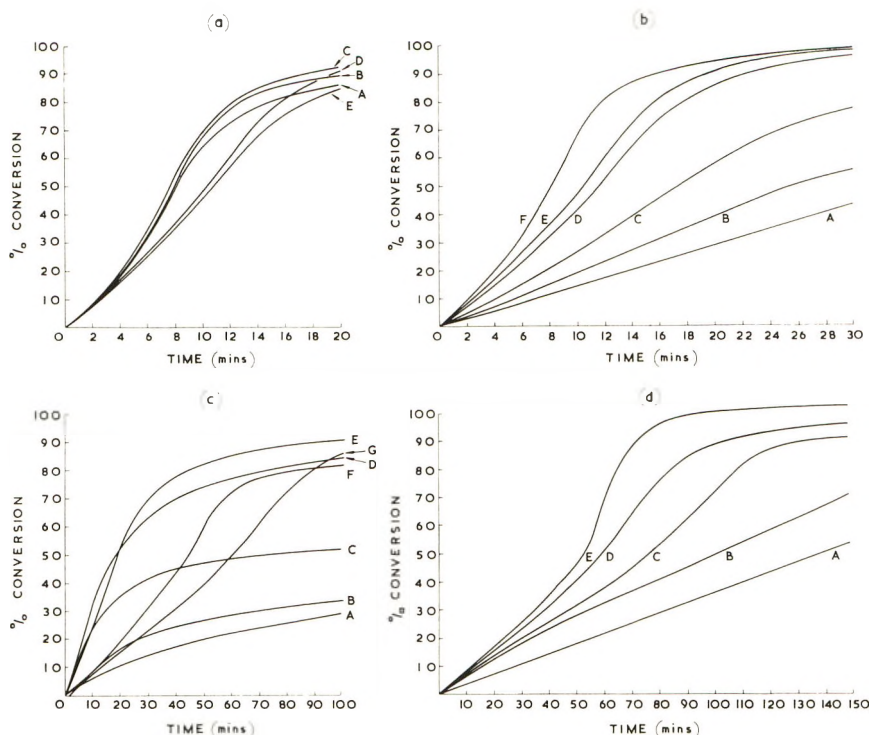 (a)
% CONVERSION
100
90
80
70
60
50
40
30
20
10
C
D
B
A
E
0 2 4 6 8 10 12 14 16 18 20
TIME (mins)
(b)
% CONVERSION
100
90
80
70
60
50
40
30
20
10
F E D C B A
0 2 4 6 8 10 12 14 16 18 20 22 24 26 28 30
TIME (mins)
(c)
% CONVERSION
100
90
80
70
60
50
40
30
20
10
E
G
D
F
C
B
A
0 10 20 30 40 50 60 70 80 90 100
TIME (mins)
(d)
% CONVERSION
100
90
80
70
60
50
40
30
20
10
E D C B A
0 10 20 30 40 50 60 70 80 90 100 110 120 130 140 150
TIME (mins)